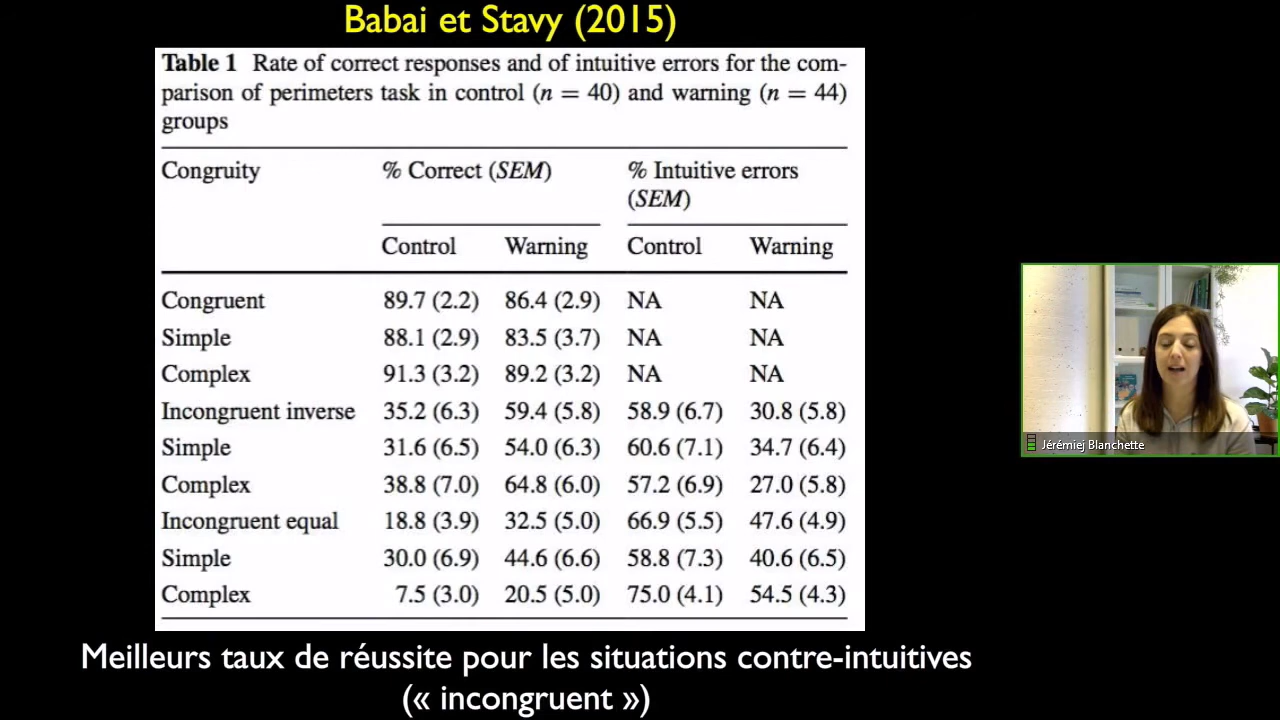 Babai et Stavy (2015)
Table 1 Rate of correct responses and of intuitive errors for the com-
parison of perimeters task in control (n = 40) and warning (n = 44)
groups
Congruity % Correct (SEM) % Intuitive errors
(SEM)
Control Warning Control Warning
Congruent 89.7 (2.2) 86.4 (2.9) NA NA
Simple 88.1 (2.9) 83.5 (3.7) NA NA
Complex 91.3 (3.2) 89.2 (3.2) NA NA
Incongruent inverse 35.2 (6.3) 59.4 (5.8) 58.9 (6.7) 30.8 (5.8)
Simple 31.6 (6.5) 54.0 (6.3) 60.6 (7.1) 34.7 (6.4)
Complex 38.8 (7.0) 64.8 (6.0) 57.2 (6.9) 27.0 (5.8)
Incongruent equal 18.8 (3.9) 32.5 (5.0) 66.9 (5.5) 47.6 (4.9)
Simple 30.0 (6.9) 44.6 (6.6) 58.8 (7.3) 40.6 (6.5)
Complex 7.5 (3.0) 20.5 (5.0) 75.0 (4.1) 54.5 (4.3)
Jérémiej Blanchette
Meilleurs taux de réussite pour les situations contre-intuitives
(« incongruent »)